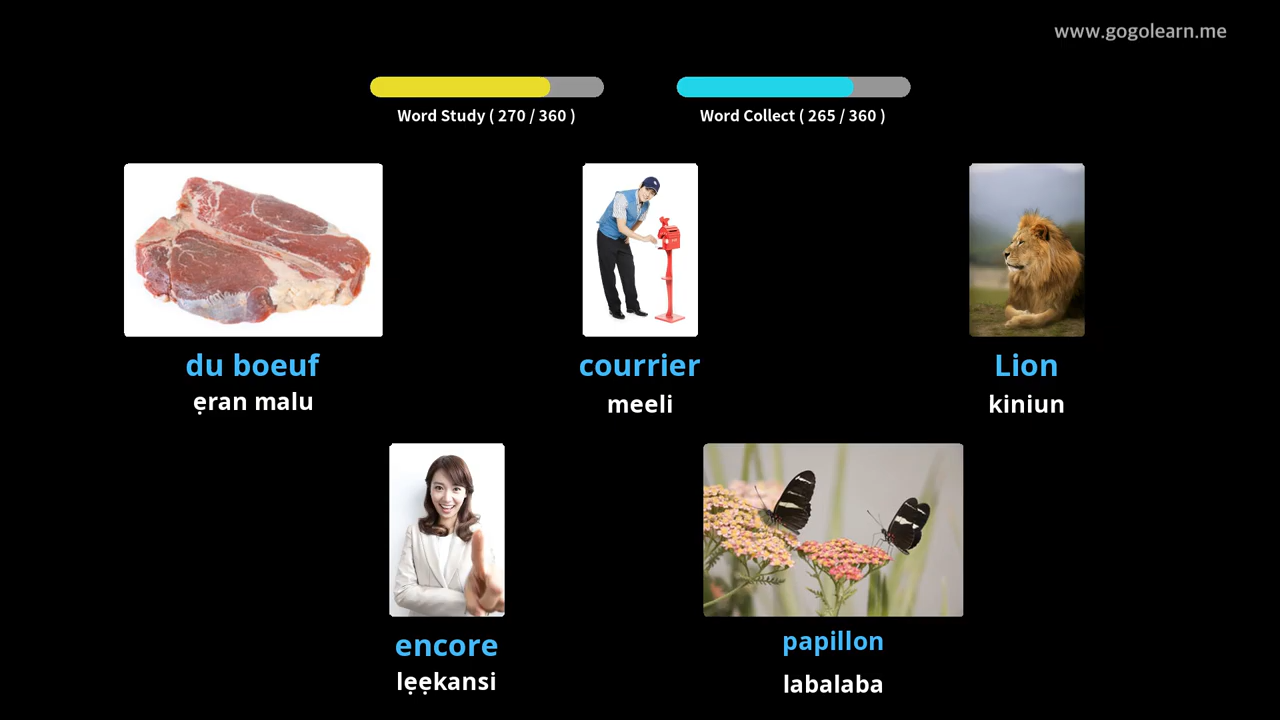 www.gogolearn.me
Word Study ( 270 / 360 )
Word Collect ( 265 / 360 )
du boeuf
ẹran malu
courrier
meeli
Lion
kiniun
encore
lẹẹkansi
papillon
labalaba